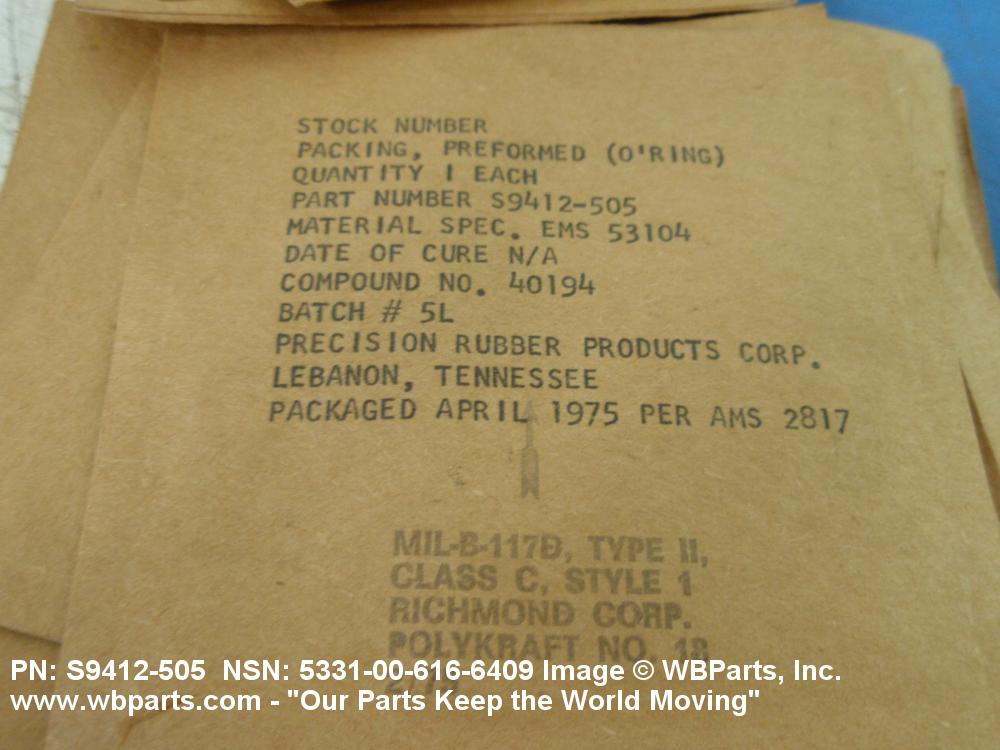 STOCK NUMBER
PACKING, PREFORMED (O'RING)
QUANTITY 1 EACH
PART NUMBER S9412-505
MATERIAL SPEC. EMS 53104
DATE OF CURE N/A
COMPOUND NO. 40194
BATCH # 5L
PRECISION RUBBER PRODUCTS CORP.
LEBANON, TENNESSEE
PACKAGED APRIL 1975 PER AMS 2817
MIL-B-117D, TYPE II,
CLASS C, STYLE 1
RICHMOND CORP.
POLYKRAFT NO. 18
PN: S9412-505 NSN: 5331-00-616-6409 Image © WBParts, Inc.
www.wbparts.com - "Our Parts Keep the World Moving"